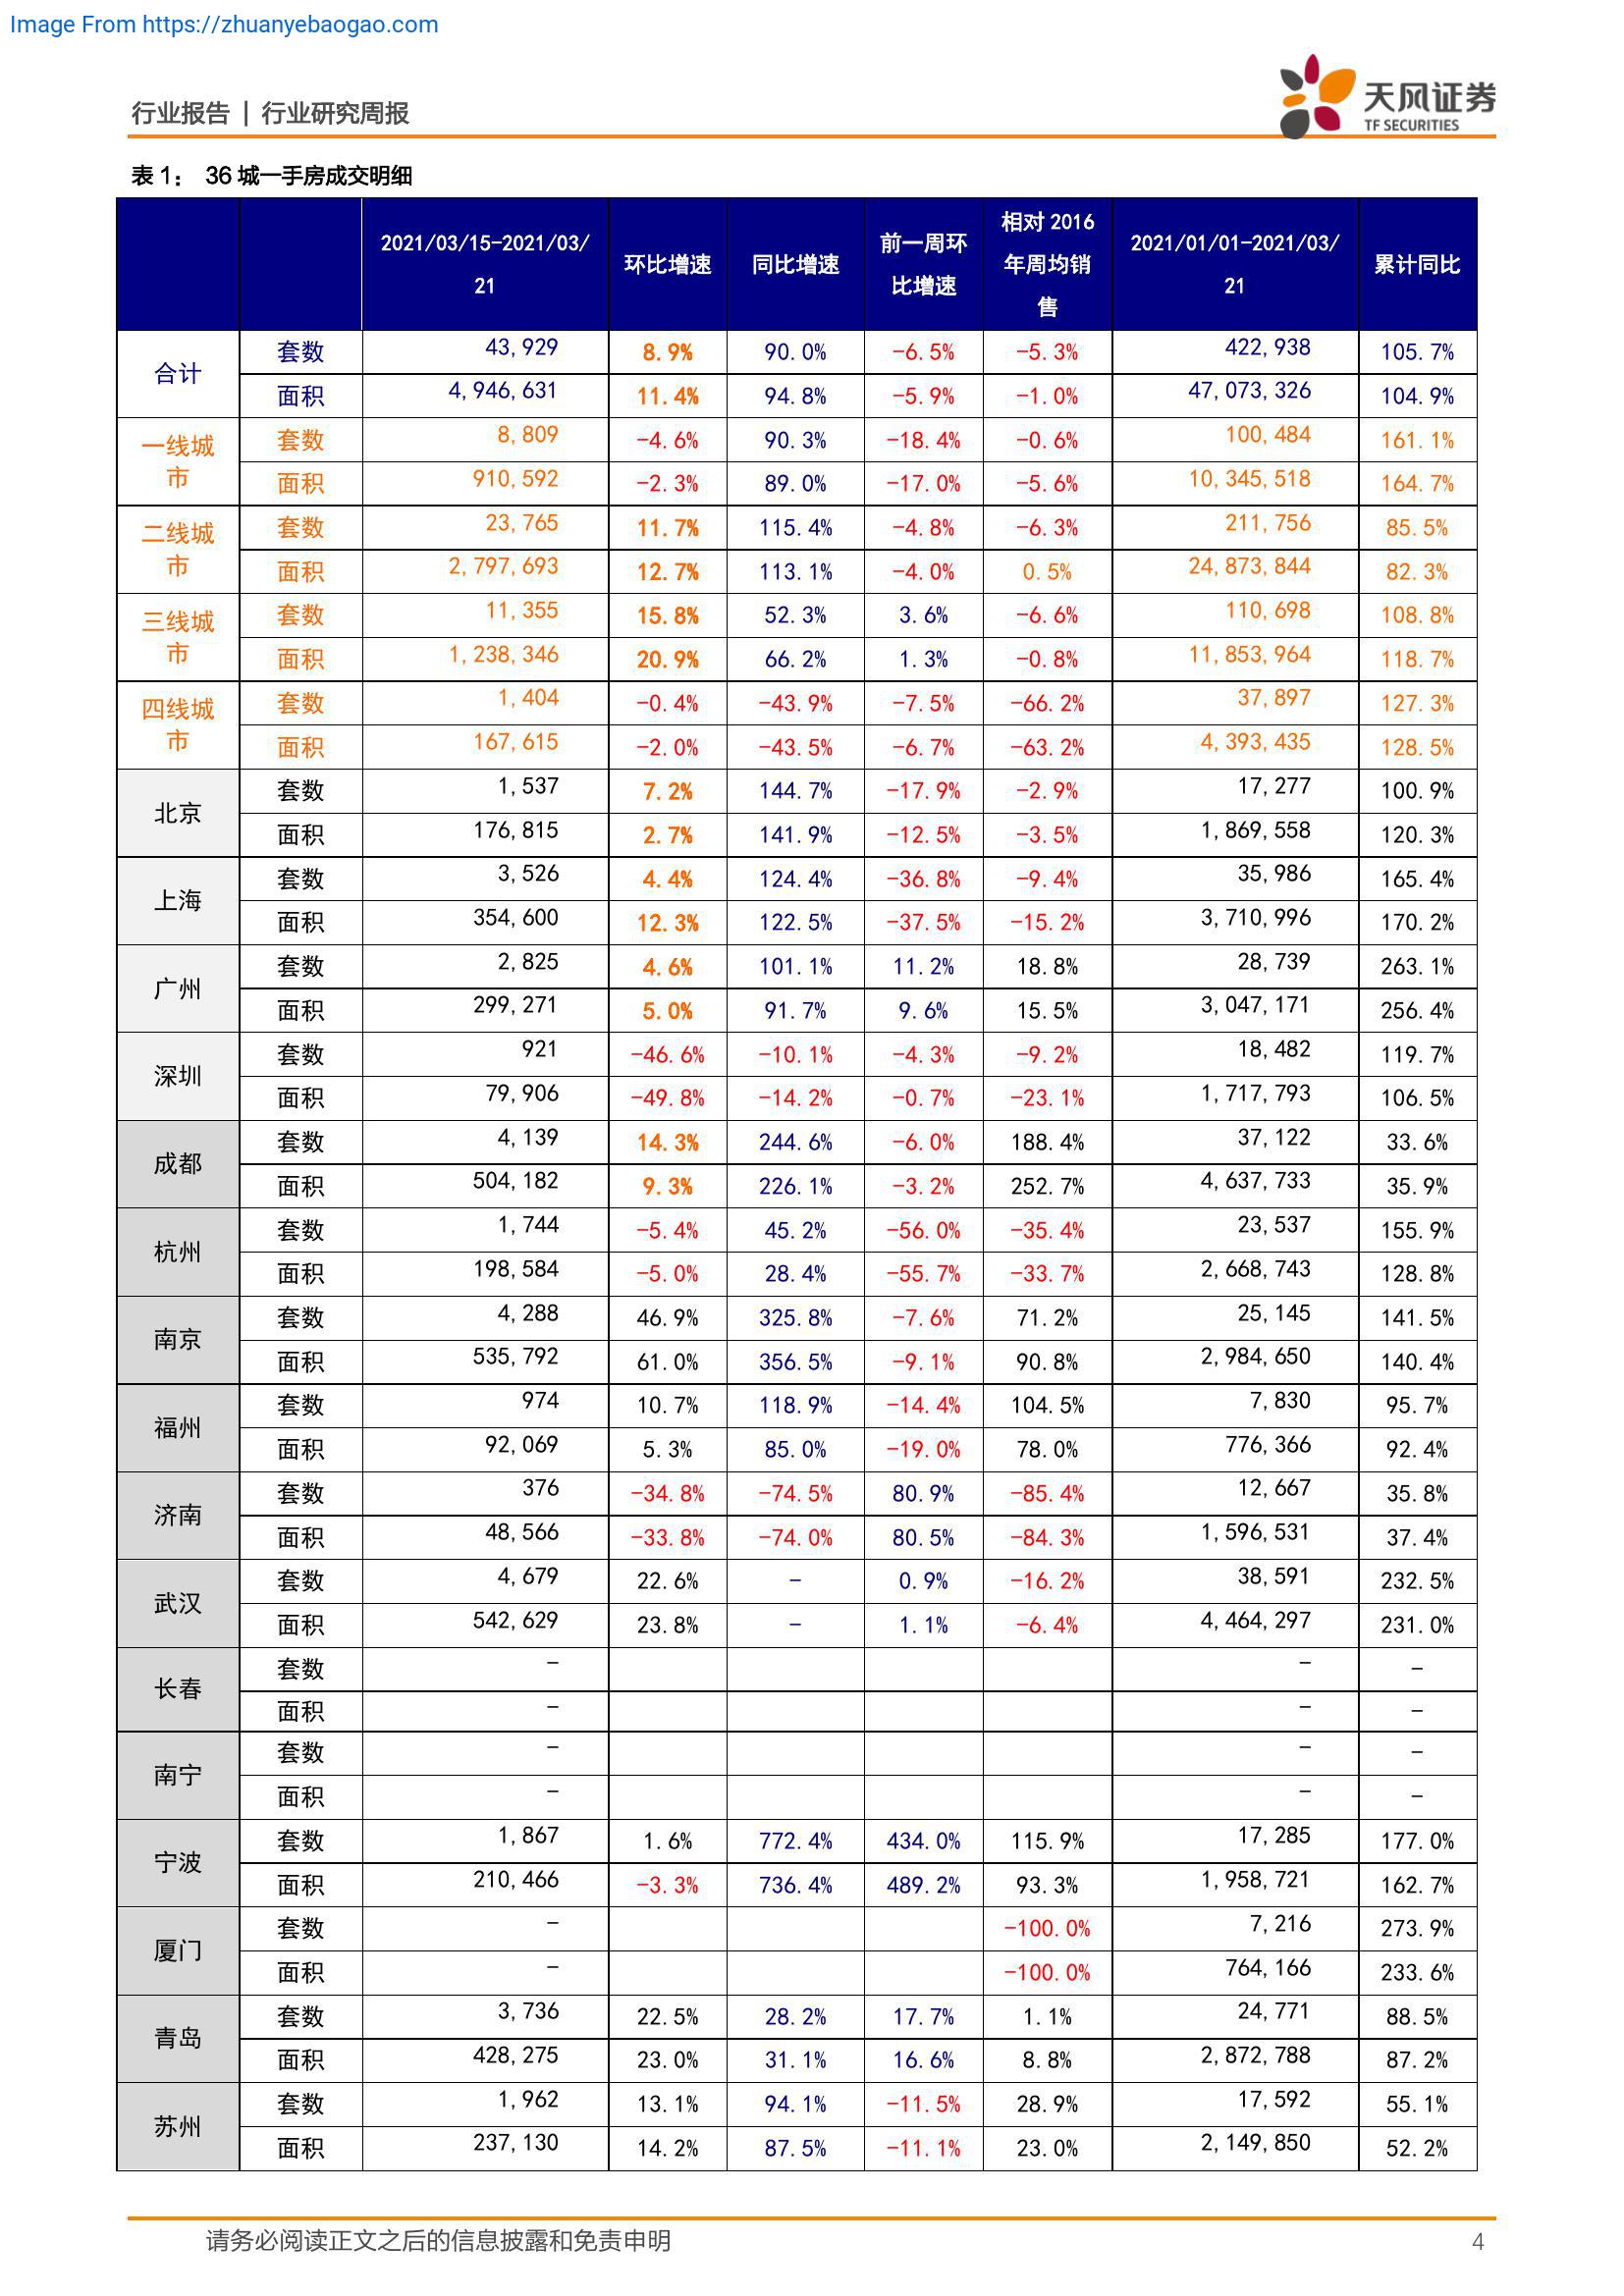 Image From https://zhuanyebaogao.com
行业报告 | 行业研究周报
天风证券
TF SECURITIES
表 1： 36 城一手房成交明细
2021/03/15-2021/03/21 环比增速 同比增速 前一周环比增速 相对 2016 年周均销售 2021/01/01-2021/03/21 累计同比
合计 套数 43,929 8.9% 90.0% -6.5% -5.3% 422,938 105.7%
面积 4,946,631 11.4% 94.8% -5.9% -1.0% 47,073,326 104.9%
一线城市 套数 8,809 -4.6% 90.3% -18.4% -0.6% 100,484 161.1%
面积 910,592 -2.3% 89.0% -17.0% -5.6% 10,345,518 164.7%
二线城市 套数 23,765 11.7% 115.4% -4.8% -6.3% 211,756 85.5%
面积 2,797,693 12.7% 113.1% -4.0% 0.5% 24,873,844 82.3%
三线城市 套数 11,355 15.8% 52.3% 3.6% -6.6% 110,698 108.8%
面积 1,238,346 20.9% 66.2% 1.3% -0.8% 11,853,964 118.7%
四线城市 套数 1,404 -0.4% -43.9% -7.5% -66.2% 37,897 127.3%
面积 167,615 -2.0% -43.5% -6.7% -63.2% 4,393,435 128.5%
北京 套数 1,537 7.2% 144.7% -17.9% -2.9% 17,277 100.9%
面积 176,815 2.7% 141.9% -12.5% -3.5% 1,869,558 120.3%
上海 套数 3,526 4.4% 124.4% -36.8% -9.4% 35,986 165.4%
面积 354,600 12.3% 122.5% -37.5% -15.2% 3,710,996 170.2%
广州 套数 2,825 4.6% 101.1% 11.2% 18.8% 28,739 263.1%
面积 299,271 5.0% 91.7% 9.6% 15.5% 3,047,171 256.4%
深圳 套数 921 -46.6% -10.1% -4.3% -9.2% 18,482 119.7%
面积 79,906 -49.8% -14.2% -0.7% -23.1% 1,717,793 106.5%
成都 套数 4,139 14.3% 244.6% -6.0% 188.4% 37,122 33.6%
面积 504,182 9.3% 226.1% -3.2% 252.7% 4,637,733 35.9%
杭州 套数 1,744 -5.4% 45.2% -56.0% -35.4% 23,537 155.9%
面积 198,584 -5.0% 28.4% -55.7% -33.7% 2,668,743 128.8%
南京 套数 4,288 46.9% 325.8% -7.6% 71.2% 25,145 141.5%
面积 535,792 61.0% 356.5% -9.1% 90.8% 2,984,650 140.4%
福州 套数 974 10.7% 118.9% -14.4% 104.5% 7,830 95.7%
面积 92,069 5.3% 85.0% -19.0% 78.0% 776,366 92.4%
济南 套数 376 -34.8% -74.5% 80.9% -85.4% 12,667 35.8%
面积 48,566 -33.8% -74.0% 80.5% -84.3% 1,596,531 37.4%
武汉 套数 4,679 22.6% - 0.9% -16.2% 38,591 232.5%
面积 542,629 23.8% - 1.1% -6.4% 4,464,297 231.0%
长春 套数 - - -
面积 - - -
南宁 套数 - - -
面积 - - -
宁波 套数 1,867 1.6% 772.4% 434.0% 115.9% 17,285 177.0%
面积 210,466 -3.3% 736.4% 489.2% 93.3% 1,958,721 162.7%
厦门 套数 - -100.0% 7,216 273.9%
面积 - -100.0% 764,166 233.6%
青岛 套数 3,736 22.5% 28.2% 17.7% 1.1% 24,771 88.5%
面积 428,275 23.0% 31.1% 16.6% 8.8% 2,872,788 87.2%
苏州 套数 1,962 13.1% 94.1% -11.5% 28.9% 17,592 55.1%
面积 237,130 14.2% 87.5% -11.1% 23.0% 2,149,850 52.2%
请务必阅读正文之后的信息披露和免责申明 4